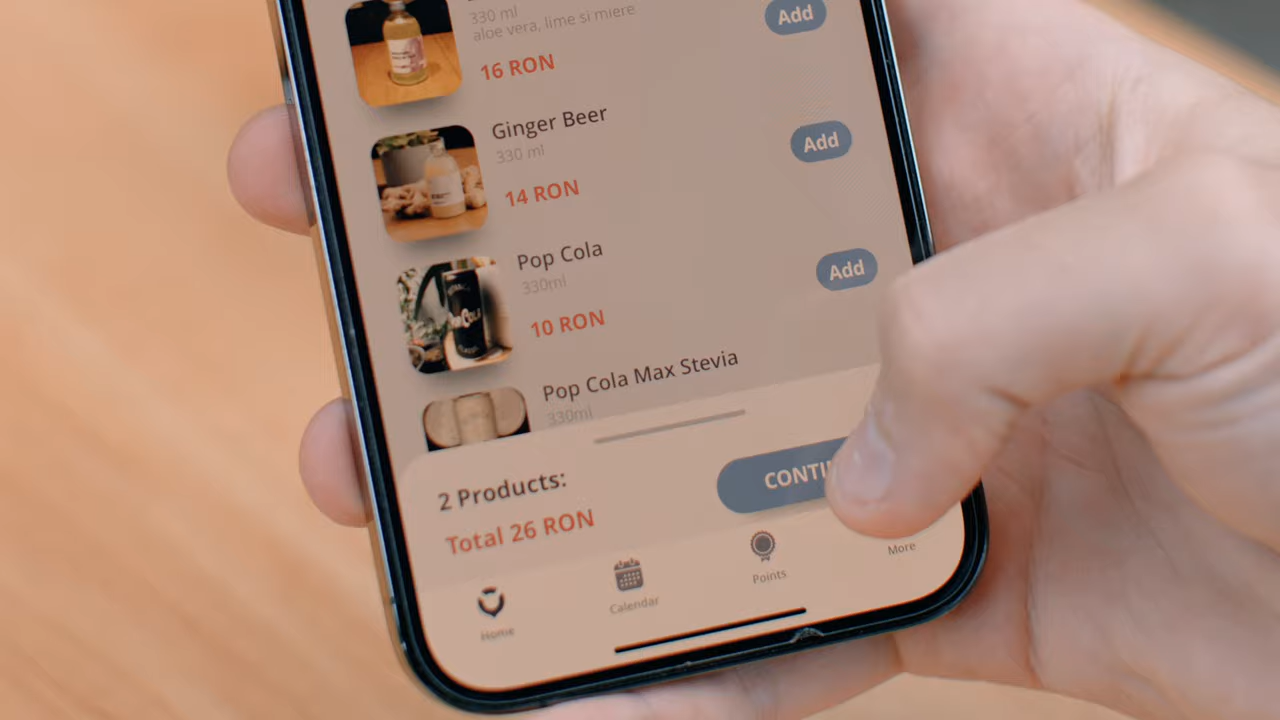 330 ml
aloe vera, lime si miere
16 RON
Add
Ginger Beer
330 ml
14 RON
Add
Pop Cola
330ml
10 RON
Add
Pop Cola Max Stevia
330ml
2 Products:
Total 26 RON
CONTI
Home
Calendar
Points
More